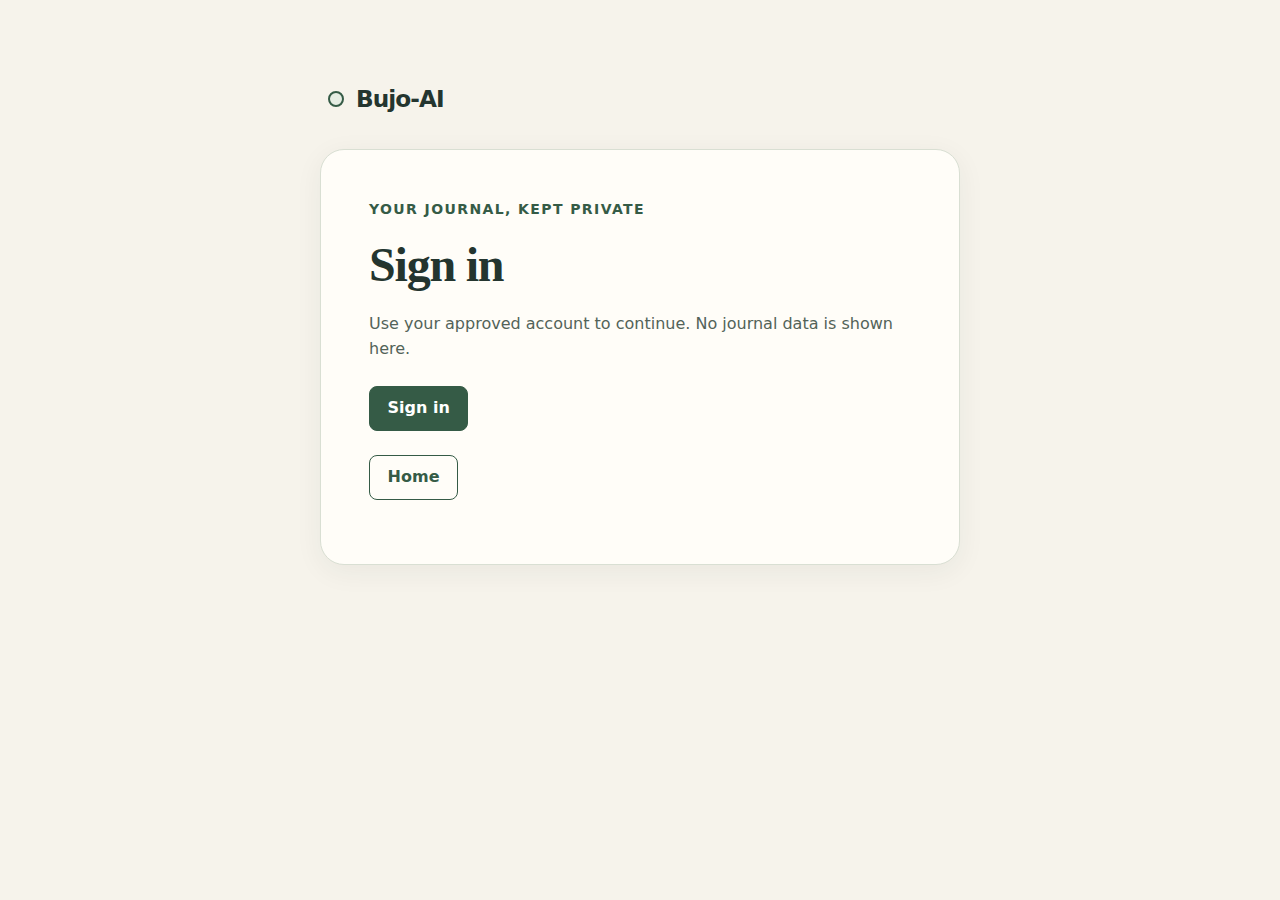 Bujo-AI
YOUR JOURNAL, KEPT PRIVATE
Sign in
Use your approved account to continue. No journal data is shown
here.
Sign in
Home